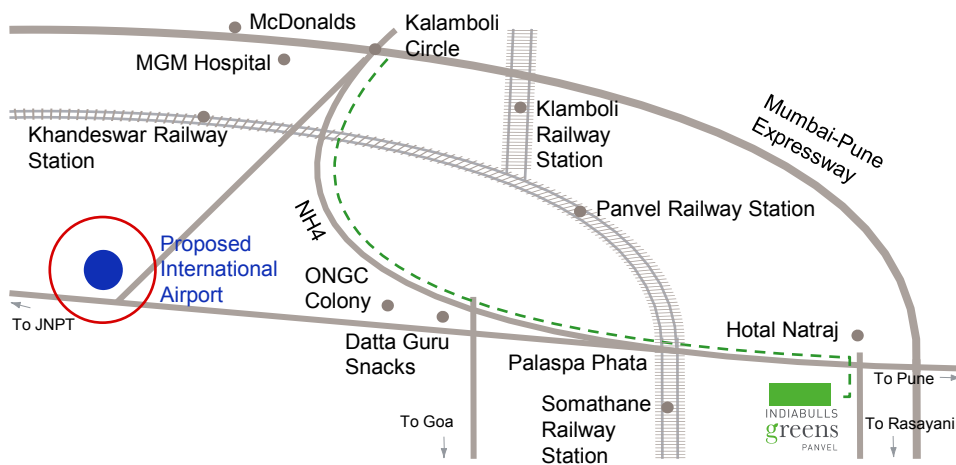 McDonalds
Kalamboli
Circle
MGM Hospital
Khandeswar Railway
Station
Klamboli
Railway
Station
Mumbai-Pune
Expressway
Panvel Railway Station
NH4
Proposed
International
Airport
ONGC
Colony
To JNPT
Datta Guru
Snacks
Palaspa Phata
Hotal Natraj
To Pune
To Goa
Somathane
Railway
Station
INDIABULLS
greens
PANVEL
To Rasayani